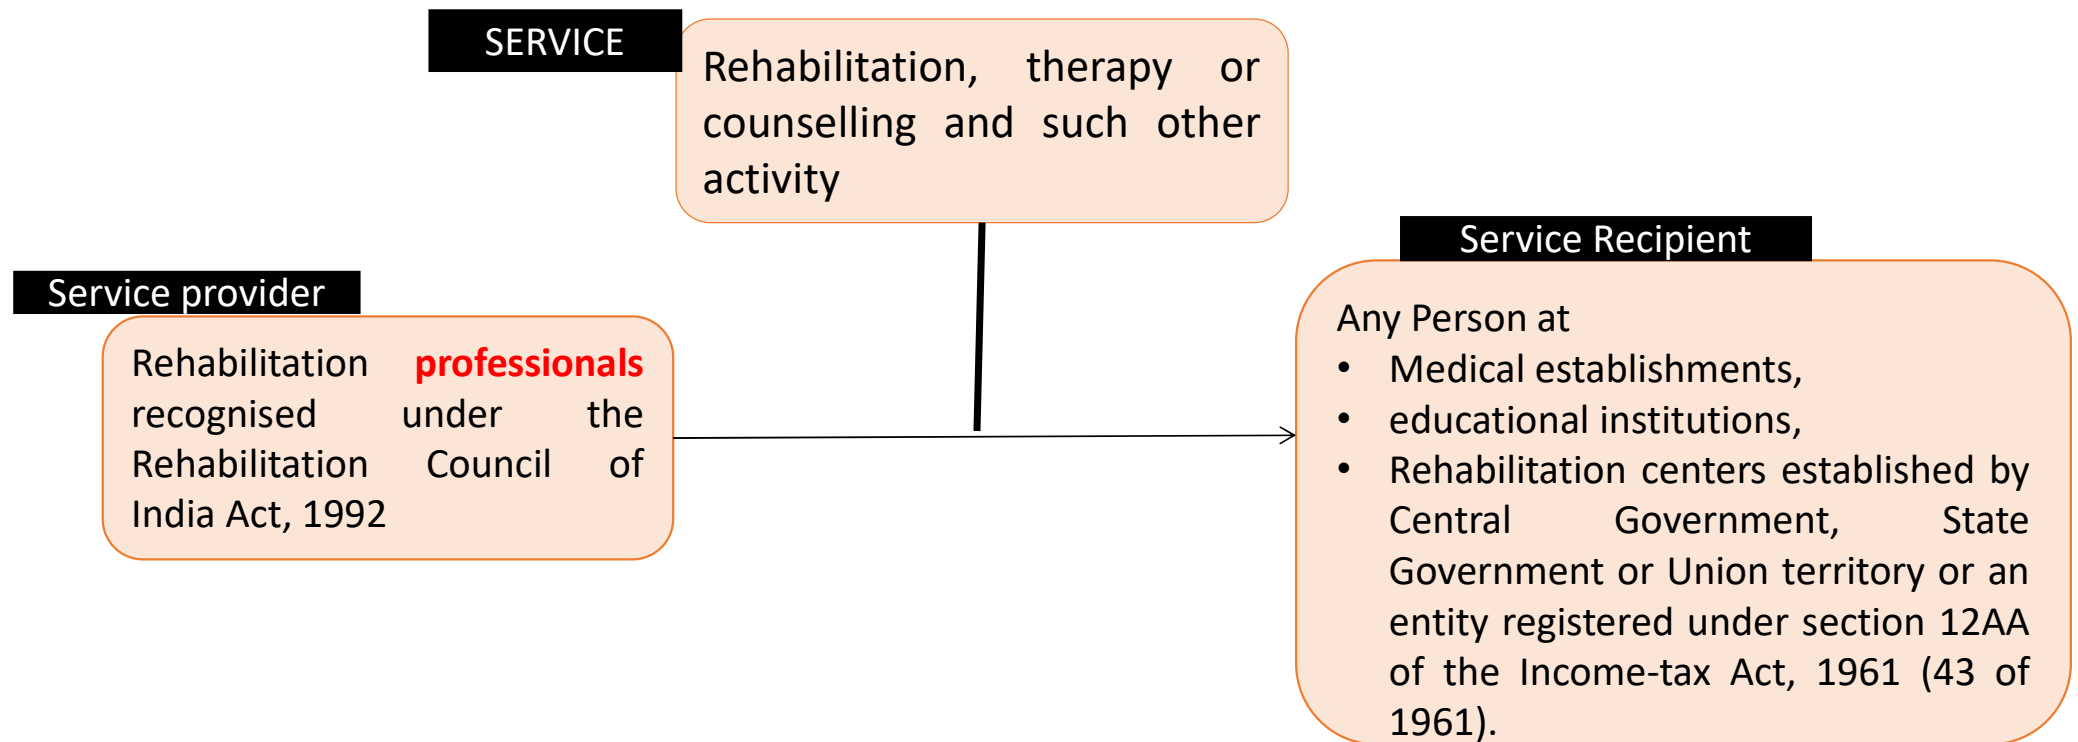 SERVICE
Rehabilitation, therapy or
counselling and such other
activity
Service provider
Rehabilitation professionals
recognised under the
Rehabilitation Council of
India Act, 1992
Service Recipient
Any Person at
• Medical establishments,
• educational institutions,
• Rehabilitation centers established by
Central Government, State
Government or Union territory or an
entity registered under section 12AA
of the Income-tax Act, 1961 (43 of
1961).